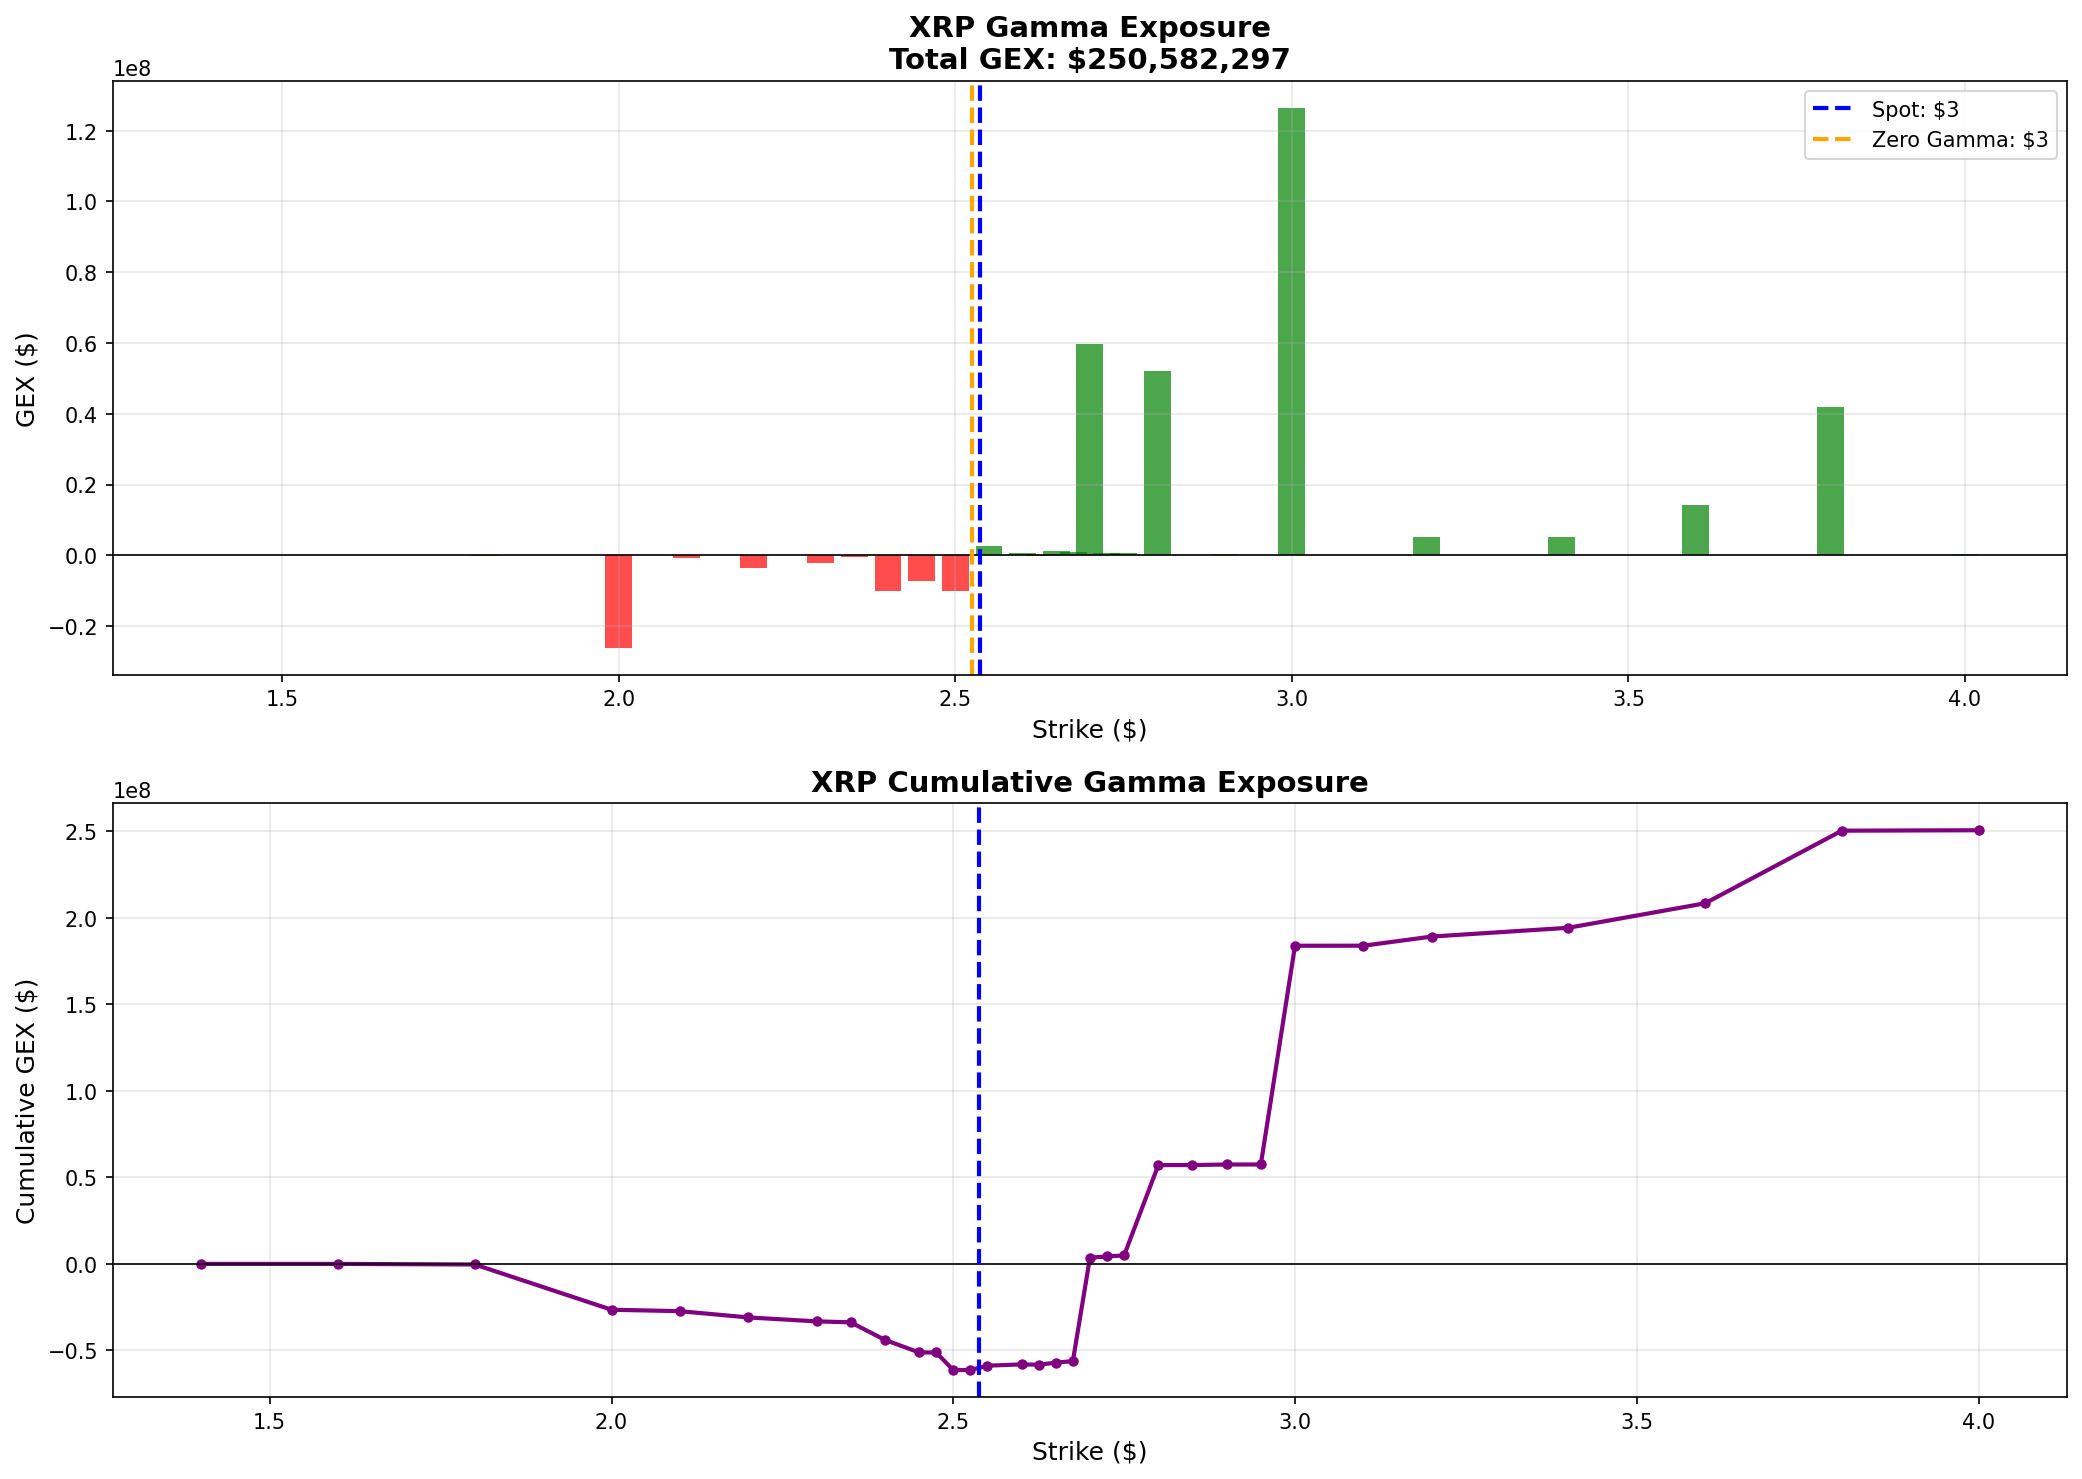 XRP Gamma Exposure
Total GEX: $250,582,297
1e8
Spot: $3
Zero Gamma: $3
1.2
1.0
0.8
0.6
0.4
0.2
0.0
−0.2
GEX ($)
1.5 2.0 2.5 3.0 3.5 4.0
Strike ($)
XRP Cumulative Gamma Exposure
1e8
2.5
2.0
1.5
1.0
0.5
0.0
−0.5
Cumulative GEX ($)
1.5 2.0 2.5 3.0 3.5 4.0
Strike ($)